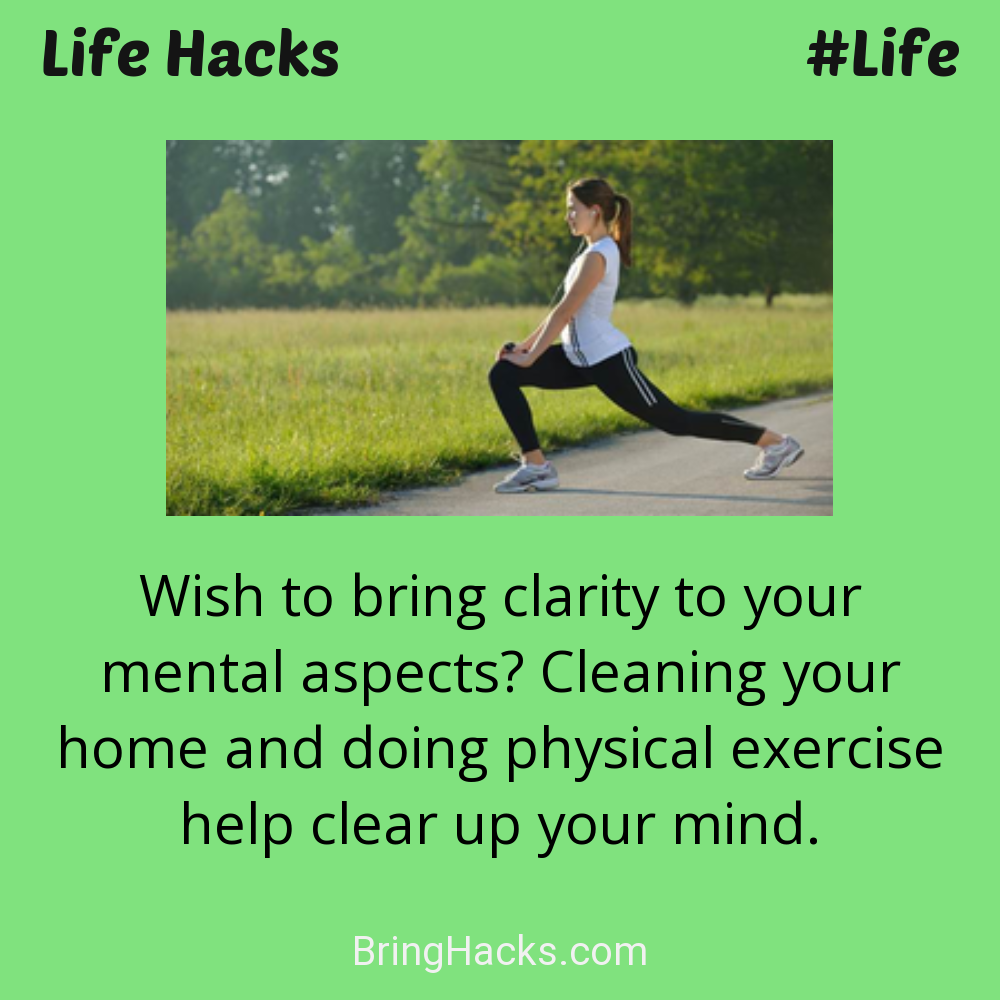 Life Hacks
#Life
Wish to bring clarity to your
mental aspects? Cleaning your
home and doing physical exercise
help clear up your mind.
BringHacks.com